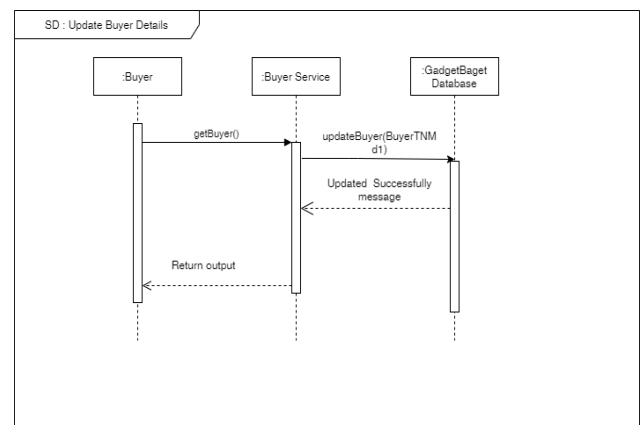 SD : Update Buyer Details
:Buyer
:Buyer Service
:GadgetBaget
Database
getBuyer()
updateBuyer(BuyerTNM
d1)
Updated Successfully
message
Return output